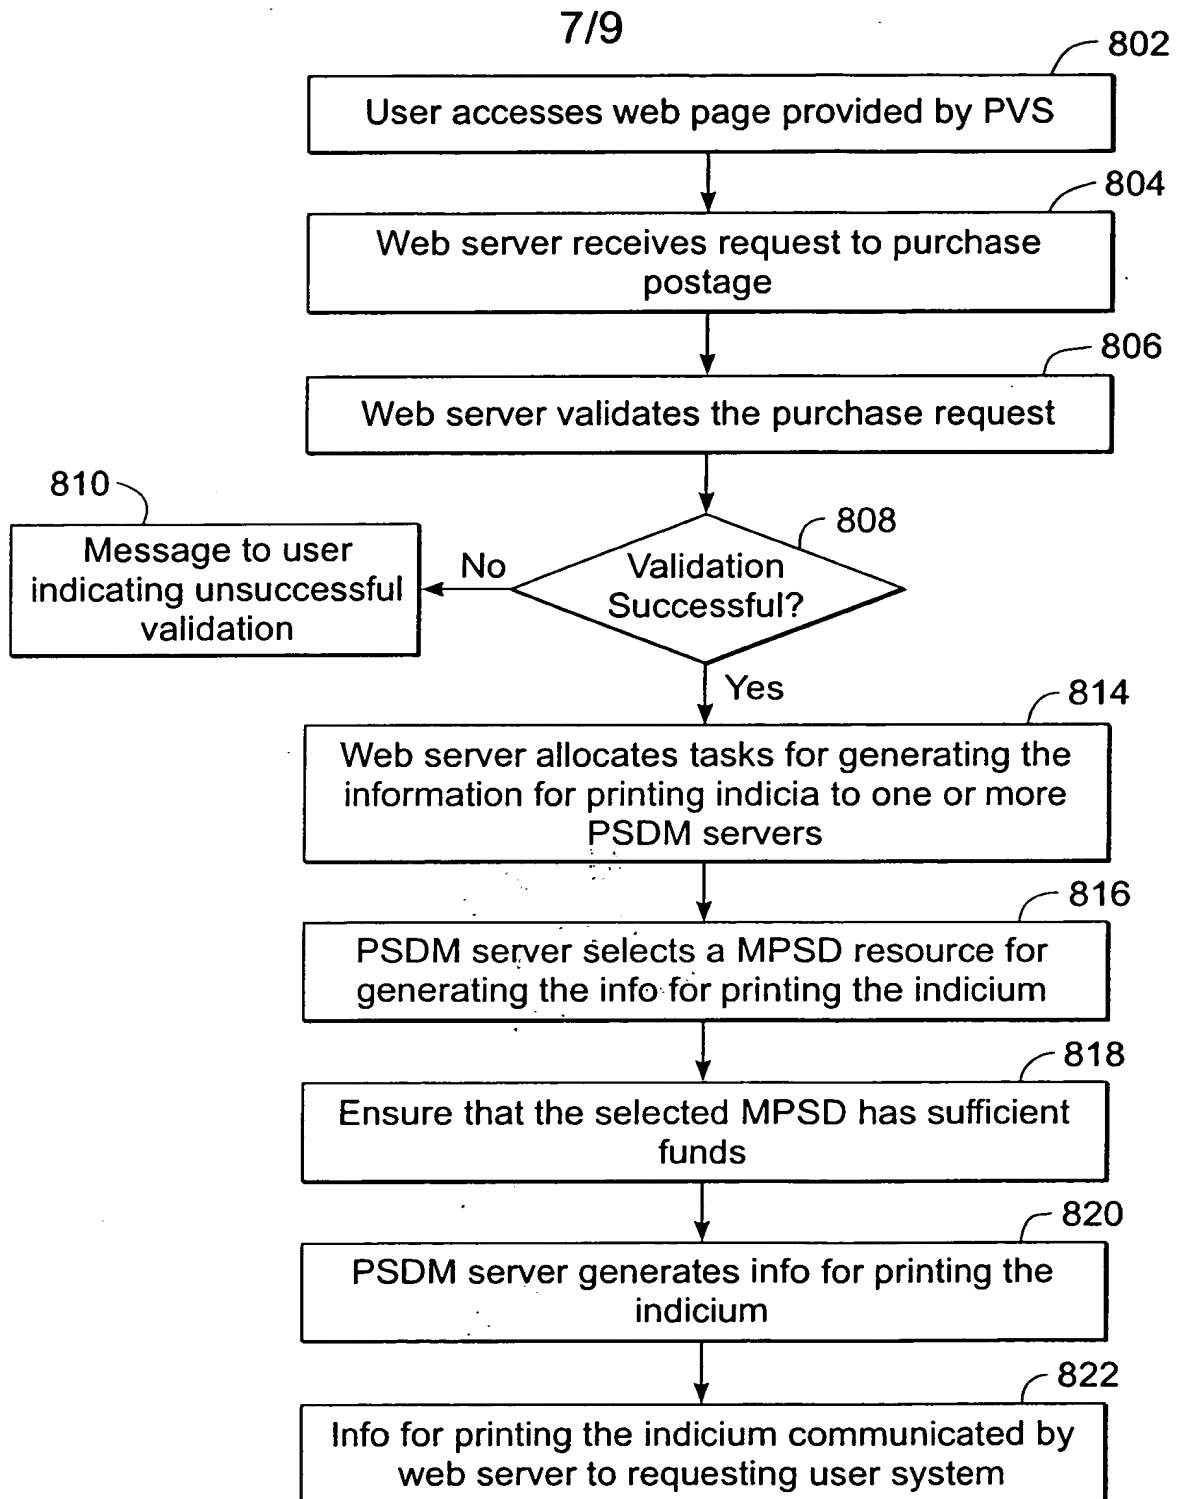 7/9
802
User accesses web page provided by PVS
804
Web server receives request to purchase
postage
806
Web server validates the purchase request
810
808
Message to user
indicating unsuccessful
validation
No
Validation
Successful?
Yes
814
Web server allocates tasks for generating the
information for printing indicia to one or more
PSDM servers
816
PSDM server selects a MPSD resource for
generating the info for printing the indicium
818
Ensure that the selected MPSD has sufficient
funds
820
PSDM server generates info for printing the
indicium
822
Info for printing the indicium communicated by
web server to requesting user system